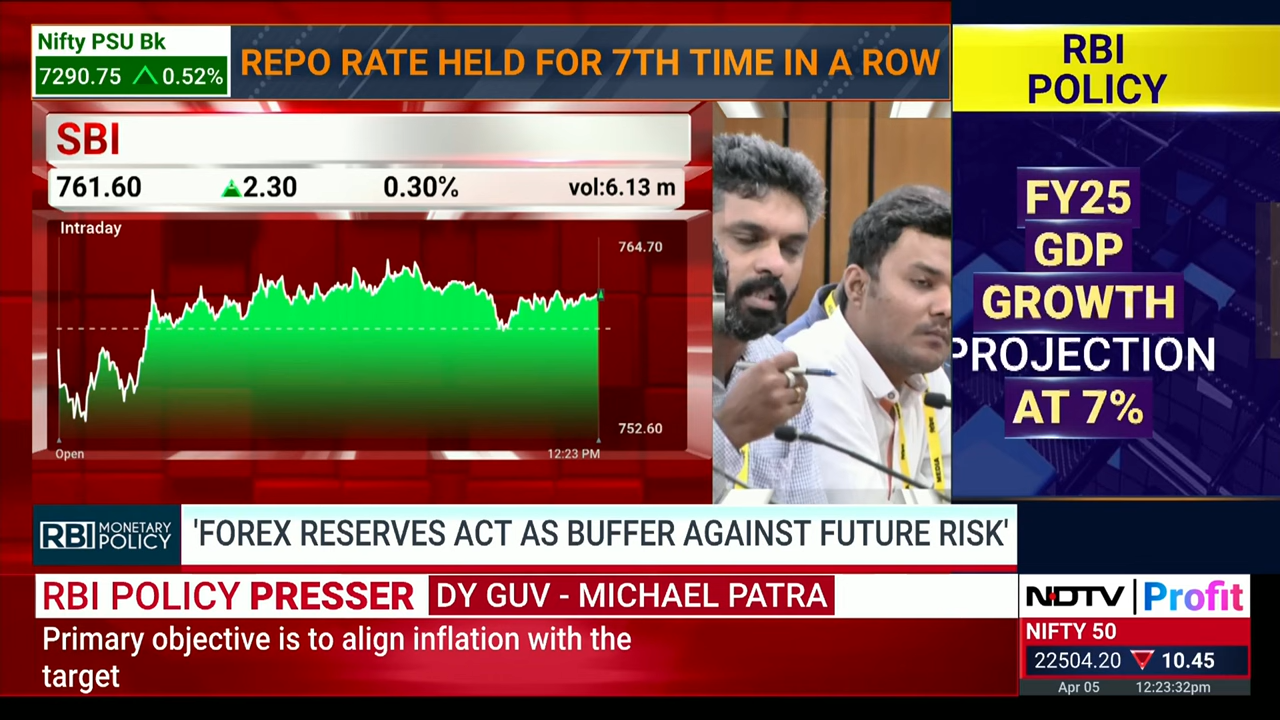 Nifty PSU Bk
7290.75 0.52%
REPO RATE HELD FOR 7TH TIME IN A ROW
RBI
POLICY
SBI
761.60 2.30 0.30% vol:6.13 m
Intraday
764.70
752.60
Open 12:23 PM
FY25
GDP
GROWTH
PROJECTION
AT 7%
MEDIA
RBI MONETARY
POLICY
'FOREX RESERVES ACT AS BUFFER AGAINST FUTURE RISK'
RBI POLICY PRESSER DY GUV - MICHAEL PATRA
Primary objective is to align inflation with the
target
NDTV Profit
NIFTY 50
22504.20 10.45
Apr 05 12:23:32pm